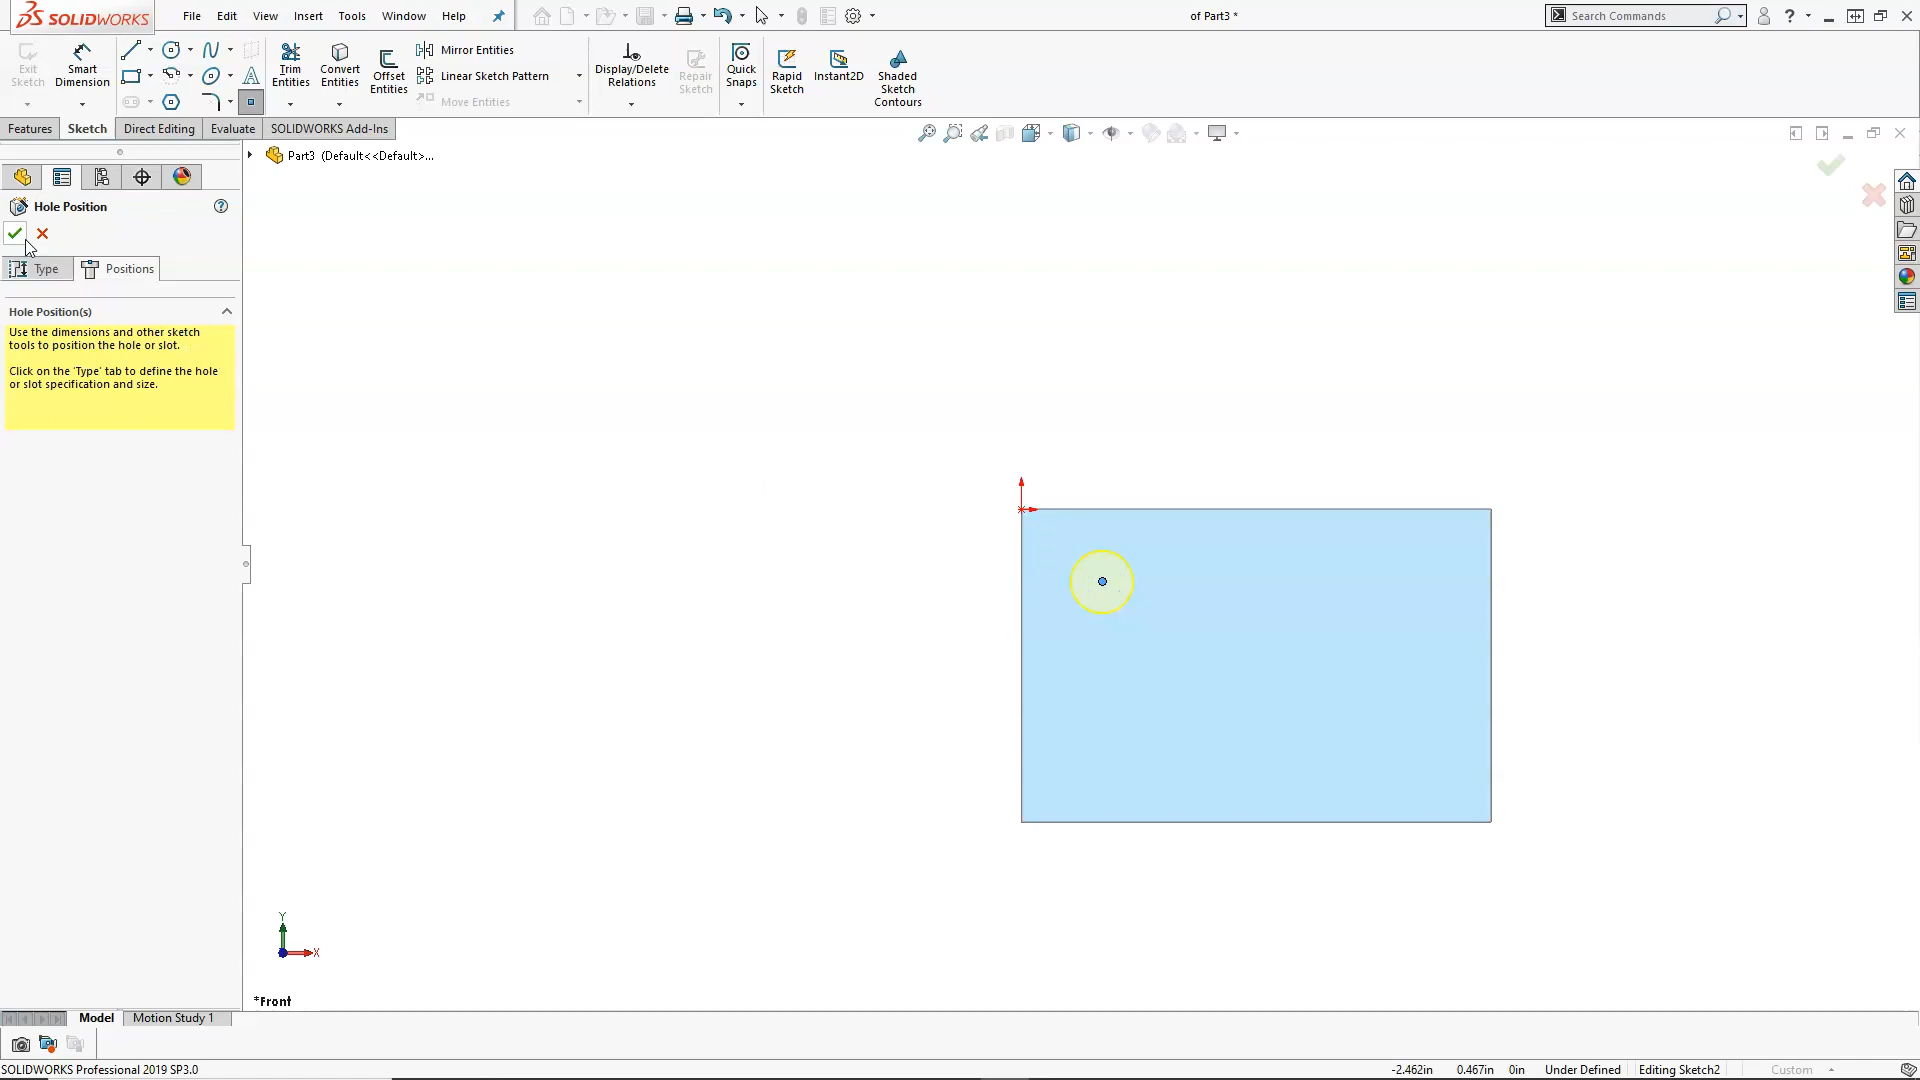 SOLIDWORKS
File Edit View Insert Tools Window Help
of Part3 *
Search Commands
Exit Sketch
Smart Dimension
Trim Entities
Convert Entities
Offset Entities
Mirror Entities
Linear Sketch Pattern
Move Entities
Display/Delete Relations
Repair Sketch
Quick Snaps
Rapid Sketch
Instant2D
Shaded Sketch Contours
Features Sketch Direct Editing Evaluate SOLIDWORKS Add-Ins
Part3 (Default<<Default>...
Hole Position
Type Positions
Hole Position(s)
Use the dimensions and other sketch
tools to position the hole or slot.
Click on the 'Type' tab to define the hole
or slot specification and size.
Y
X
*Front
Model Motion Study 1
SOLIDWORKS Professional 2019 SP3.0
-2.462in 0.467in 0in Under Defined Editing Sketch2 Custom